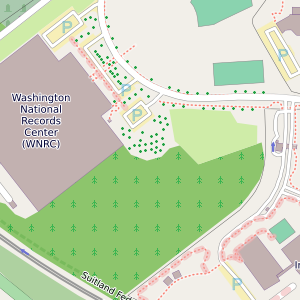 P
P
P
P
Washington
National
Records
Center
(WNRC)
Suitland Fed
P